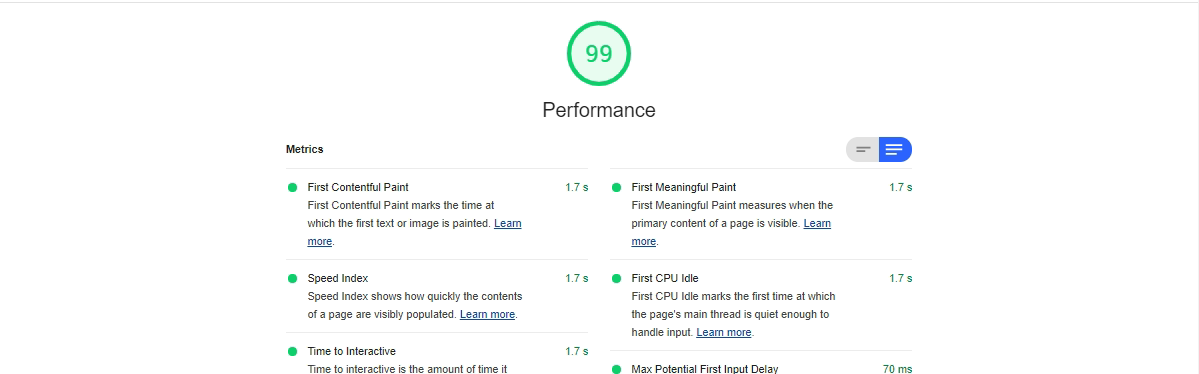 99
Performance
Metrics
First Contentful Paint 1.7 s
First Contentful Paint marks the time at
which the first text or image is painted. Learn
more.
First Meaningful Paint 1.7 s
First Meaningful Paint measures when the
primary content of a page is visible. Learn
more.
Speed Index 1.7 s
Speed Index shows how quickly the contents
of a page are visibly populated. Learn more.
First CPU Idle 1.7 s
First CPU Idle marks the first time at which
the page's main thread is quiet enough to
handle input. Learn more.
Time to Interactive 1.7 s
Time to interactive is the amount of time it
Max Potential First Input Delay 70 ms